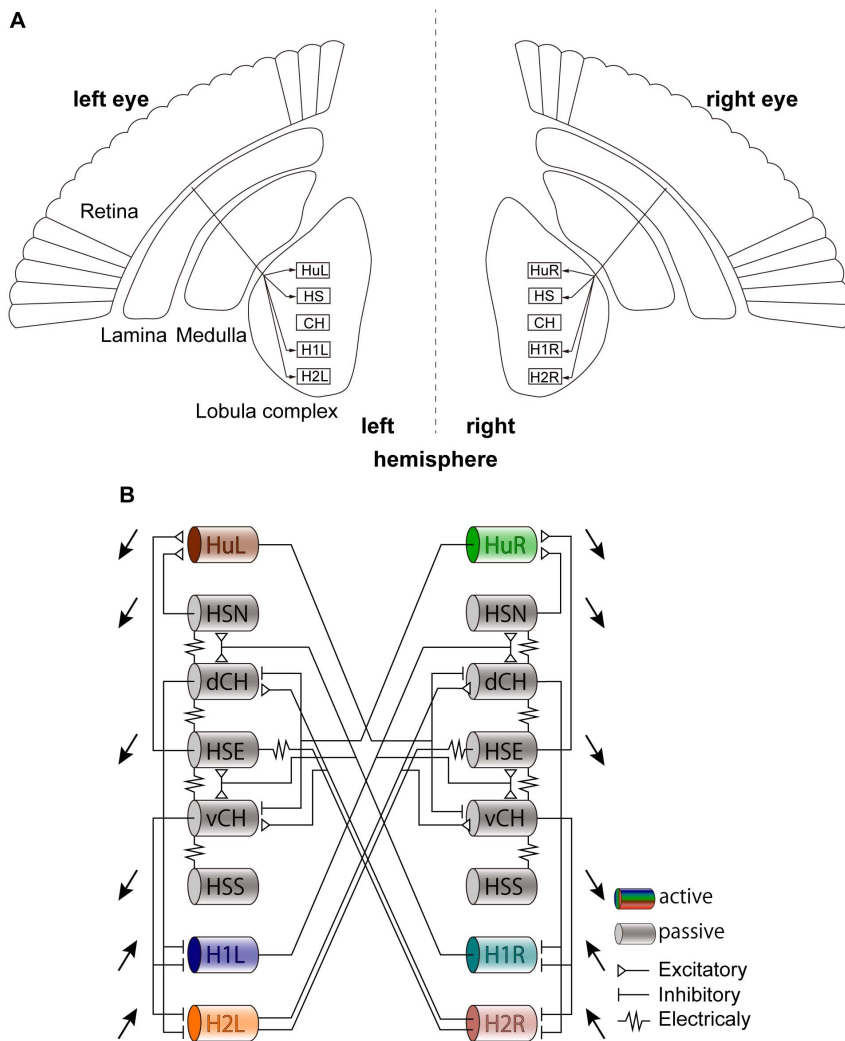 A
left eye
right eye
Retina
HuL
HuR
HS
HS
CH
CH
Lamina
Medulla
H1L
H1R
H2L
H2R
Lobula complex
left
right
hemisphere
B
HuL
HuR
HSN
HSN
dCH
dCH
HSE
HSE
vCH
vCH
HSS
HSS
active
passive
H1L
H1R
Excitatory
Inhibitory
H2L
H2R
Electricaly